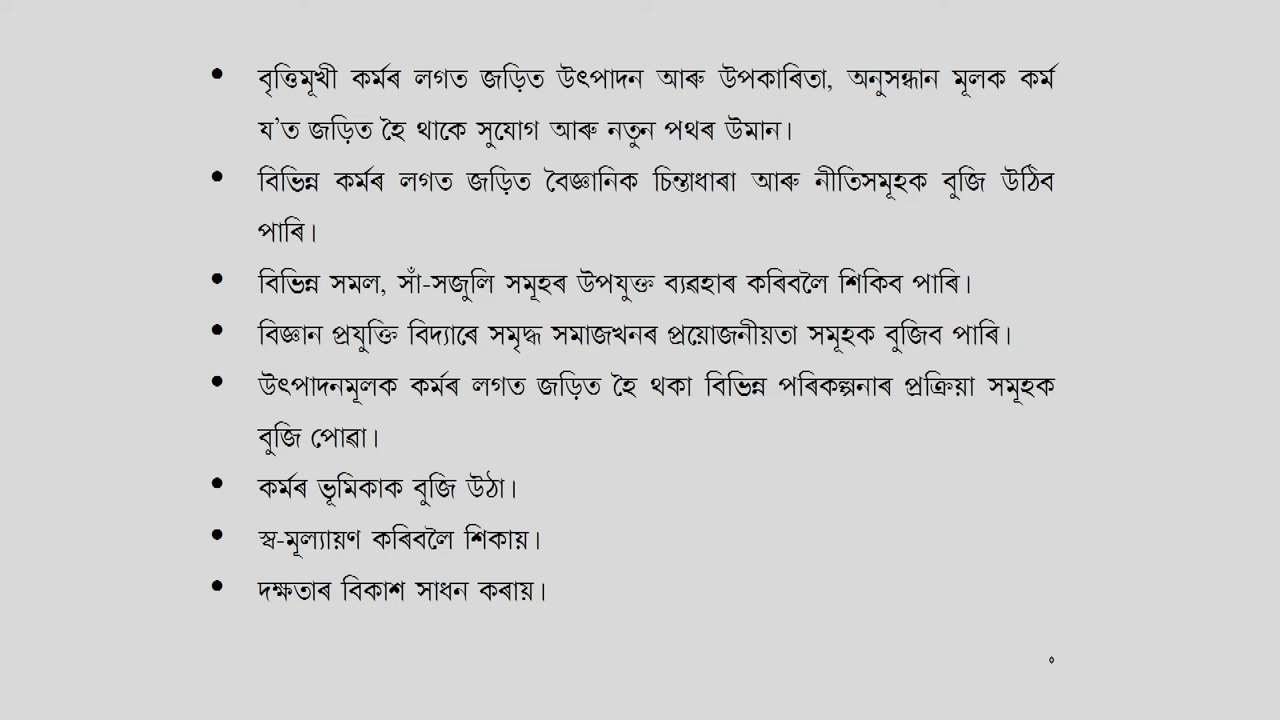 • বৃত্তিমূখী কৰ্মৰ লগত জড়িত উৎপাদন আৰু উপকাৰিতা, অনুসন্ধান মূলক কৰ্ম
য’ত জড়িত হৈ থাকে সুযোগ আৰু নতুন পথৰ উমান।
• বিভিন্ন কৰ্মৰ লগত জড়িত বৈজ্ঞানিক চিন্তাধাৰা আৰু নীতিসমূহক বুজি উঠিব
পাৰি।
• বিভিন্ন সমল, সাঁ-সজুলি সমূহৰ উপযুক্ত ব্যৱহাৰ কৰিবলৈ শিকিব পাৰি।
• বিজ্ঞান প্ৰযুক্তি বিদ্যাৰে সমৃদ্ধ সমাজখনৰ প্ৰয়োজনীয়তা সমূহক বুজিব পাৰি।
• উৎপাদনমূলক কৰ্মৰ লগত জড়িত হৈ থকা বিভিন্ন পৰিকল্পনাৰ প্ৰক্ৰিয়া সমূহক
বুজি পোৱা।
• কৰ্মৰ ভূমিকাক বুজি উঠা।
• স্ব-মূল্যায়ণ কৰিবলৈ শিকায়।
• দক্ষতাৰ বিকাশ সাধন কৰায়।